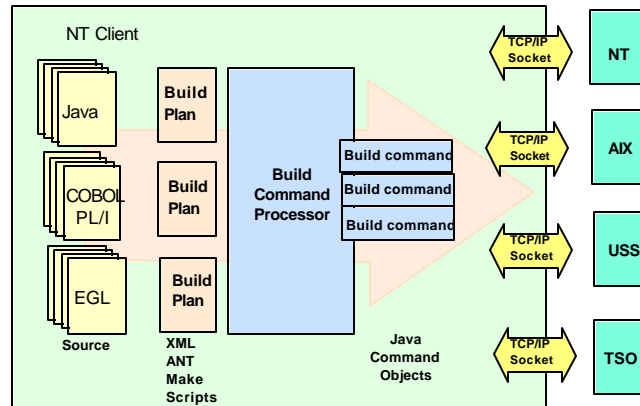 NT Client
Java
COBOL
PL/I
EGL
Source
Build
Plan
Build
Plan
Build
Plan
XML
ANT
Make
Scripts
Build
Command
Processor
Build command
Build command
Build command
Java
Command
Objects
TCP/IP
Socket
TCP/IP
Socket
TCP/IP
Socket
TCP/IP
Socket
NT
AIX
USS
TSO